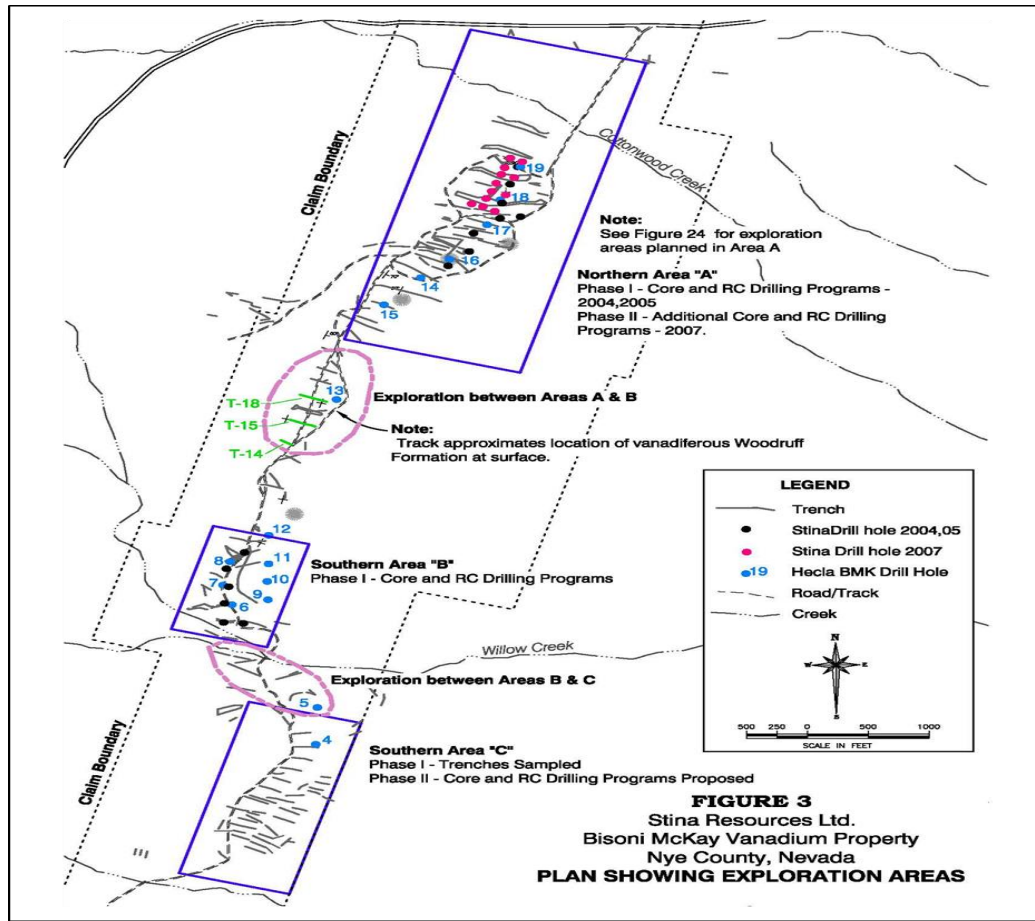 Claim Boundary
Cottonwood Creek
19
18
17
16
14
15
Note:
See Figure 24 for exploration
areas planned in Area A
Northern Area "A"
Phase I - Core and RC Drilling Programs -
2004,2005
Phase II - Additional Core and RC Drilling
Programs - 2007.
T-18
13
T-15
T-14
Exploration between Areas A & B
Note:
Track approximates location of vanadiferous Woodruff
Formation at surface.
12
8
11
7
10
9
6
Southern Area "B"
Phase I - Core and RC Drilling Programs
Willow Creek
Exploration between Areas B & C
5
4
Southern Area "C"
Phase I - Trenches Sampled
Phase II - Core and RC Drilling Programs Proposed
Claim Boundary
LEGEND
Trench
StinaDrill hole 2004,05
Stina Drill hole 2007
19 Hecla BMK Drill Hole
Road/Track
Creek
N
W E
S
500 250 0 500 1000
SCALE IN FEET
FIGURE 3
Stina Resources Ltd.
Bisoni McKay Vanadium Property
Nye County, Nevada
PLAN SHOWING EXPLORATION AREAS